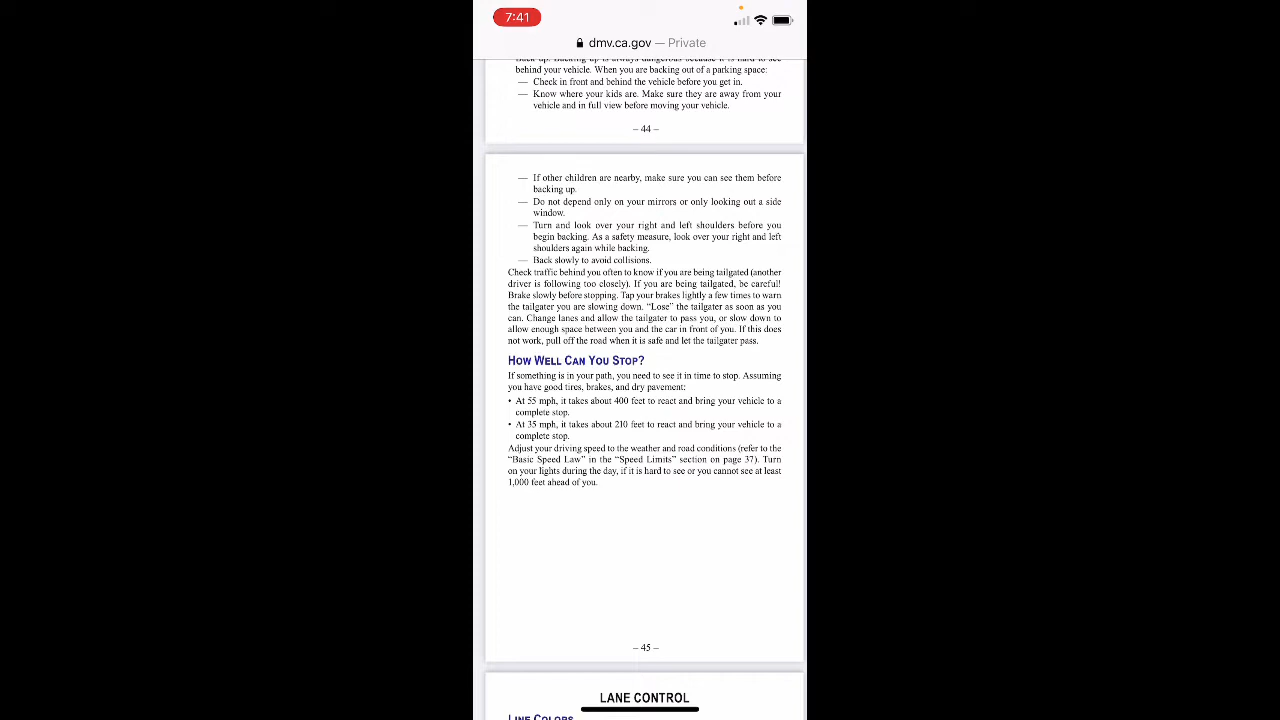 7:41
dmv.ca.gov — Private
Back up. Backing up is always dangerous because it is hard to see
behind your vehicle. When you are backing out of a parking space:
— Check in front and behind the vehicle before you get in.
— Know where your kids are. Make sure they are away from your
vehicle and in full view before moving your vehicle.
– 44 –
— If other children are nearby, make sure you can see them before
backing up.
— Do not depend only on your mirrors or only looking out a side
window.
— Turn and look over your right and left shoulders before you
begin backing. As a safety measure, look over your right and left
shoulders again while backing.
— Back slowly to avoid collisions.
Check traffic behind you often to know if you are being tailgated (another
driver is following too closely). If you are being tailgated, be careful!
Brake slowly before stopping. Tap your brakes lightly a few times to warn
the tailgater you are slowing down. “Lose” the tailgater as soon as you
can. Change lanes and allow the tailgater to pass you, or slow down to
allow enough space between you and the car in front of you. If this does
not work, pull off the road when it is safe and let the tailgater pass.
HOW WELL CAN YOU STOP?
If something is in your path, you need to see it in time to stop. Assuming
you have good tires, brakes, and dry pavement:
• At 55 mph, it takes about 400 feet to react and bring your vehicle to a
complete stop.
• At 35 mph, it takes about 210 feet to react and bring your vehicle to a
complete stop.
Adjust your driving speed to the weather and road conditions (refer to the
“Basic Speed Law” in the “Speed Limits” section on page 37). Turn
on your lights during the day, if it is hard to see or you cannot see at least
1,000 feet ahead of you.
– 45 –
LANE CONTROL
LINE COLORS